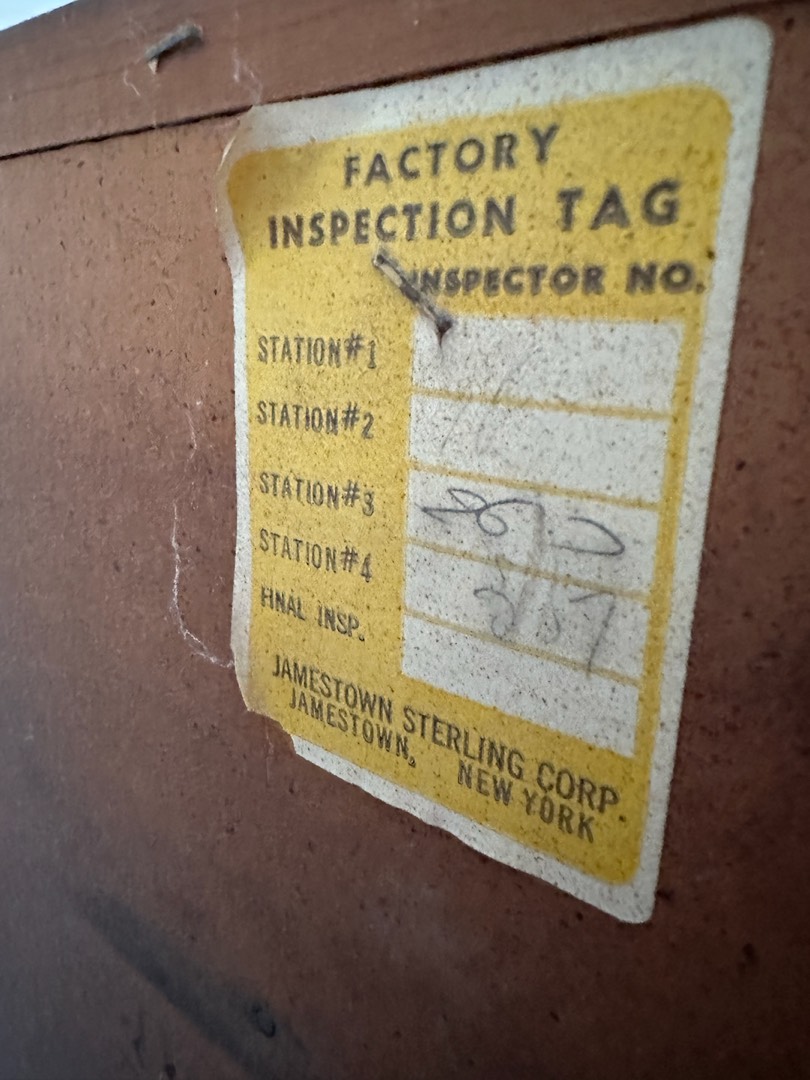 FACTORY
INSPECTION TAG
INSPECTOR NO.
STATION#1
STATION#2
STATION#3
STATION#4
FINAL INSP.
JAMESTOWN STERLING CORP.
JAMESTOWN, NEW YORK